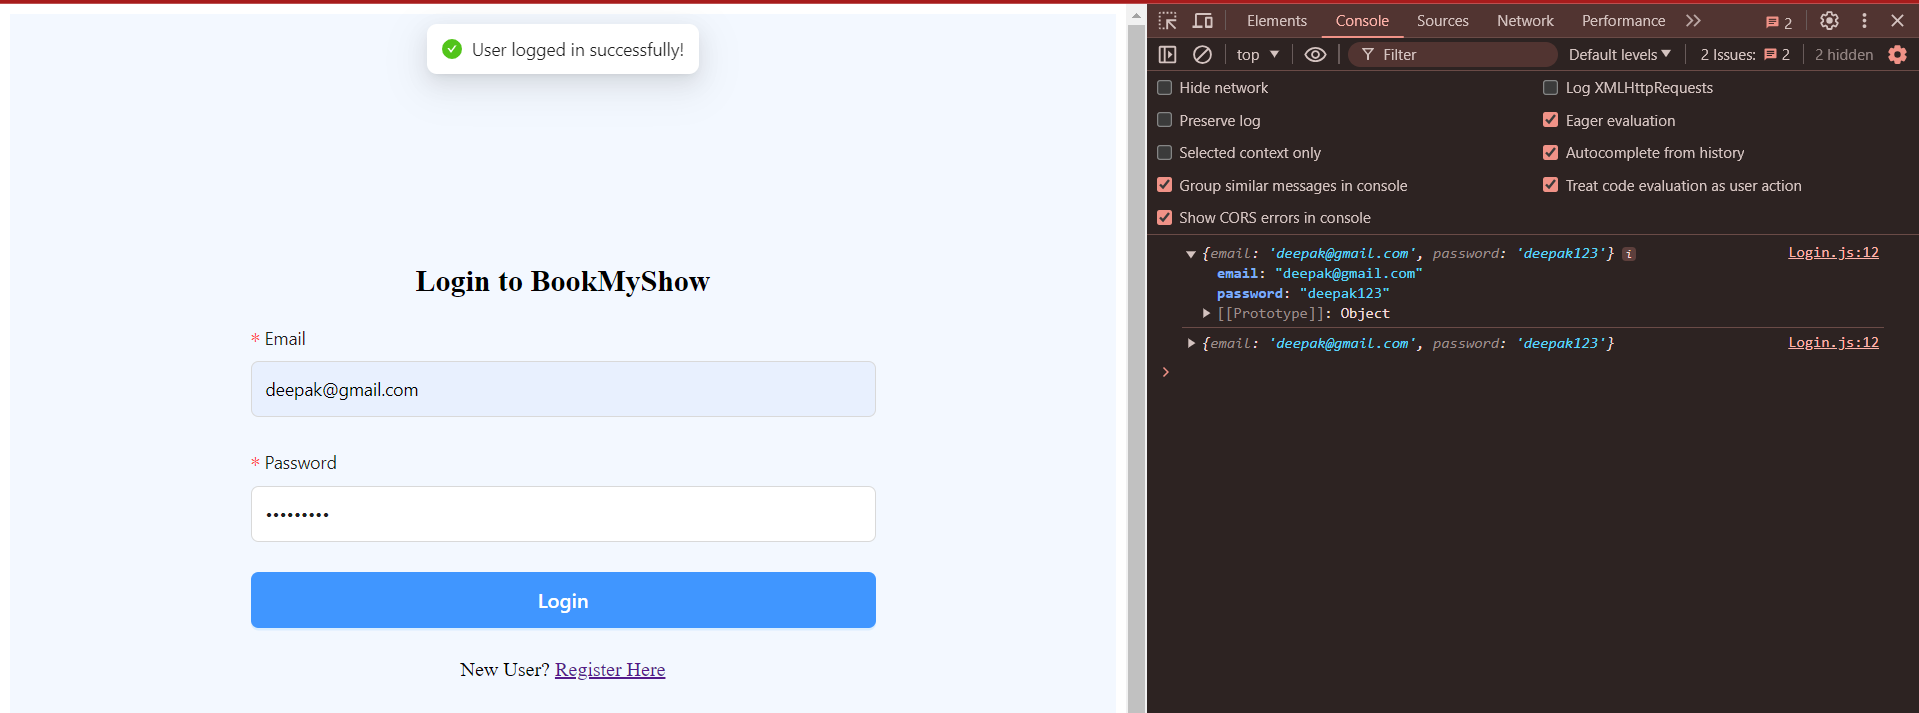 User logged in successfully!
Login to BookMyShow
* Email
deepak@gmail.com
* Password
•••••••••
Login
New User? Register Here
Elements Console Sources Network Performance 2
top Filter Default levels 2 Issues: 2 2 hidden
Hide network Log XMLHttpRequests
Preserve log Eager evaluation
Selected context only Autocomplete from history
Group similar messages in console Treat code evaluation as user action
Show CORS errors in console
{email: 'deepak@gmail.com', password: 'deepak123'} i Login.js:12
email: "deepak@gmail.com"
password: "deepak123"
[[Prototype]]: Object
{email: 'deepak@gmail.com', password: 'deepak123'} Login.js:12